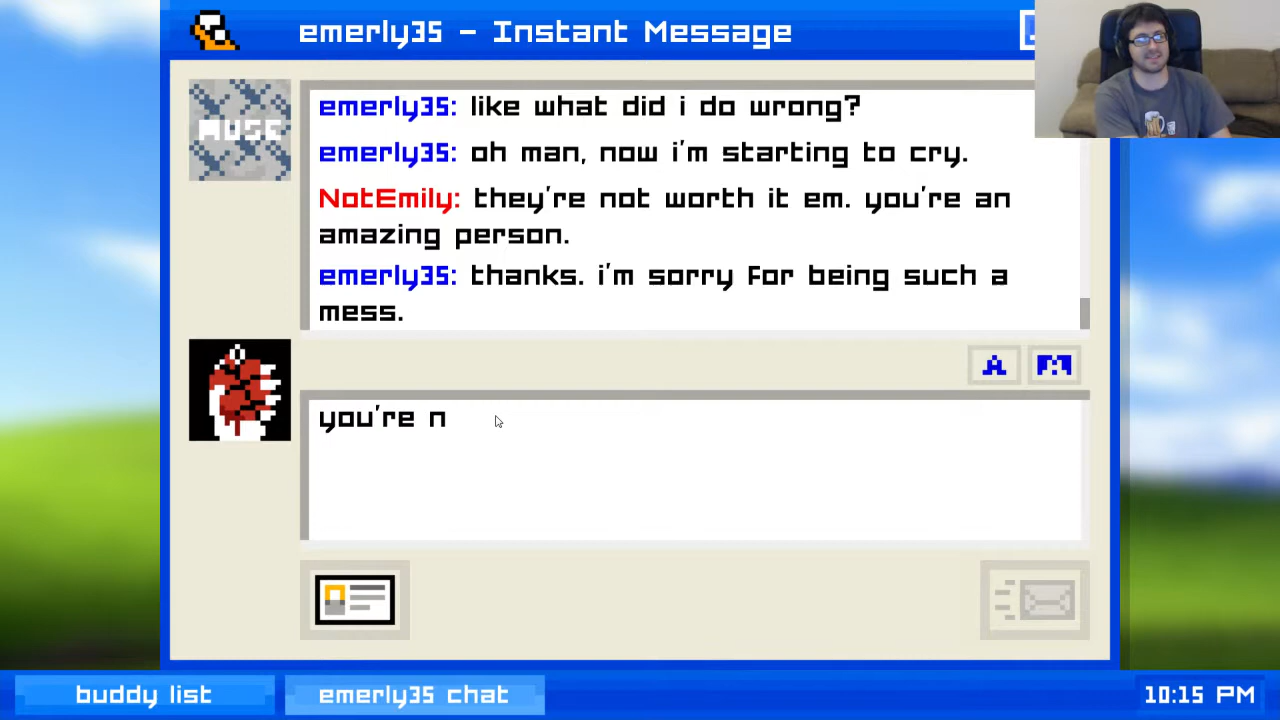 emerly35 - Instant Message
MUSE
emerly35: like what did i do wrong?
emerly35: oh man, now i'm starting to cry.
NotEmily: they're not worth it em. you're an
amazing person.
emerly35: thanks. i'm sorry for being such a
mess.
A
you're n
buddy list
emerly35 chat
10:15 PM